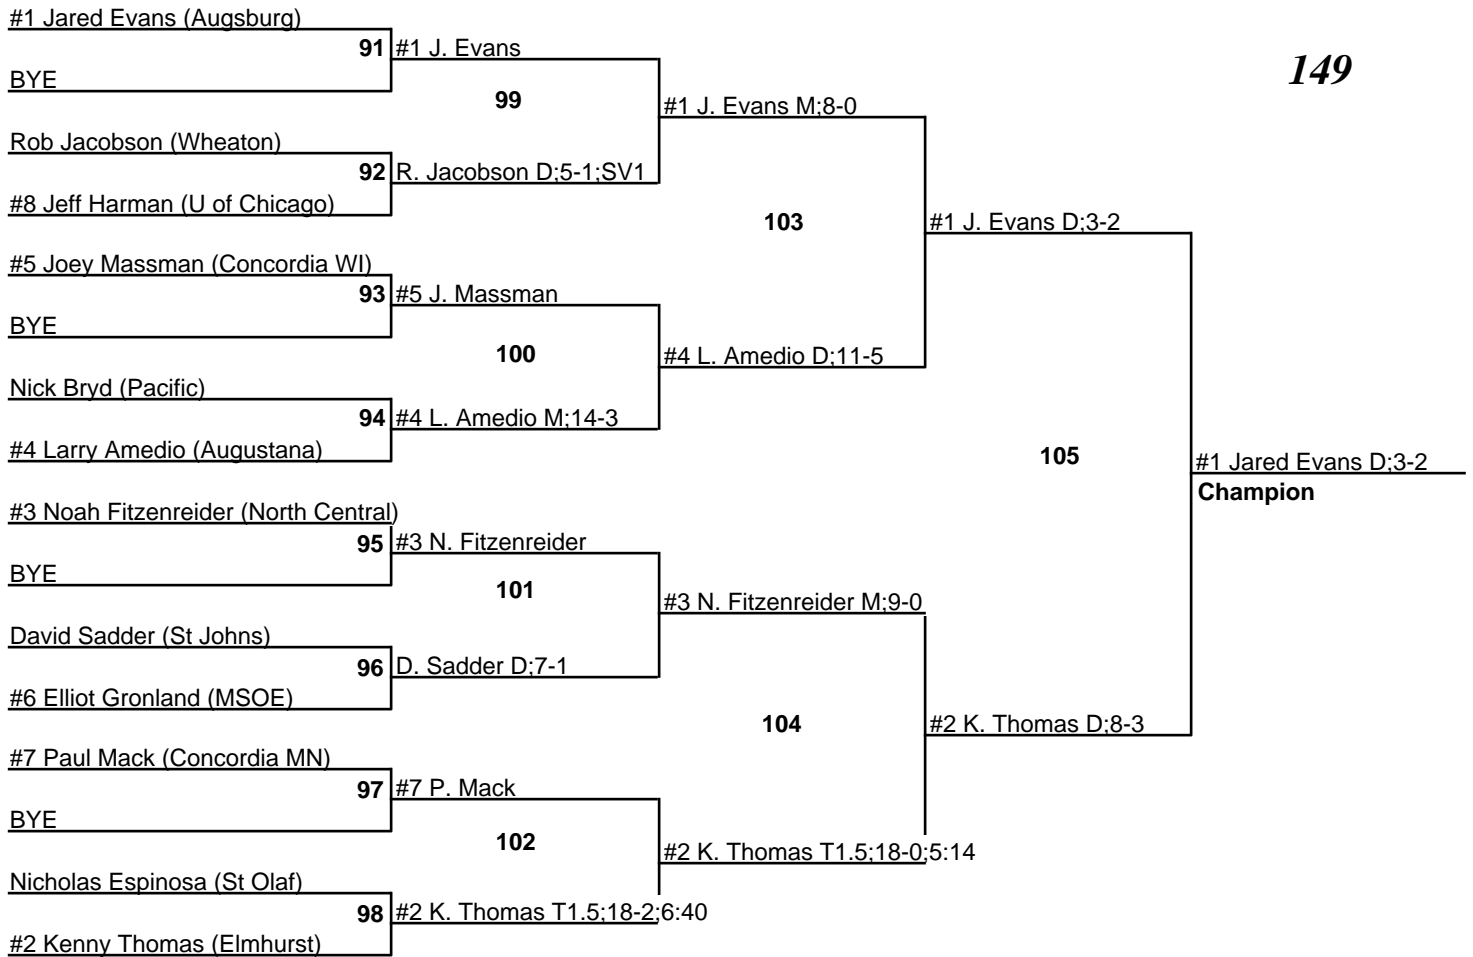 #1 Jared Evans (Augsburg)
91 #1 J. Evans
BYE
149
99
#1 J. Evans M;8-0
Rob Jacobson (Wheaton)
92 R. Jacobson D;5-1;SV1
#8 Jeff Harman (U of Chicago)
103
#1 J. Evans D;3-2
#5 Joey Massman (Concordia WI)
93 #5 J. Massman
BYE
100
#4 L. Amedio D;11-5
Nick Bryd (Pacific)
94 #4 L. Amedio M;14-3
#4 Larry Amedio (Augustana)
105
#1 Jared Evans D;3-2
Champion
#3 Noah Fitzenreider (North Central)
95 #3 N. Fitzenreider
BYE
101
#3 N. Fitzenreider M;9-0
David Sadder (St Johns)
96 D. Sadder D;7-1
#6 Elliot Gronland (MSOE)
104
#2 K. Thomas D;8-3
#7 Paul Mack (Concordia MN)
97 #7 P. Mack
BYE
102
#2 K. Thomas T1.5;18-0;5:14
Nicholas Espinosa (St Olaf)
98 #2 K. Thomas T1.5;18-2;6:40
#2 Kenny Thomas (Elmhurst)